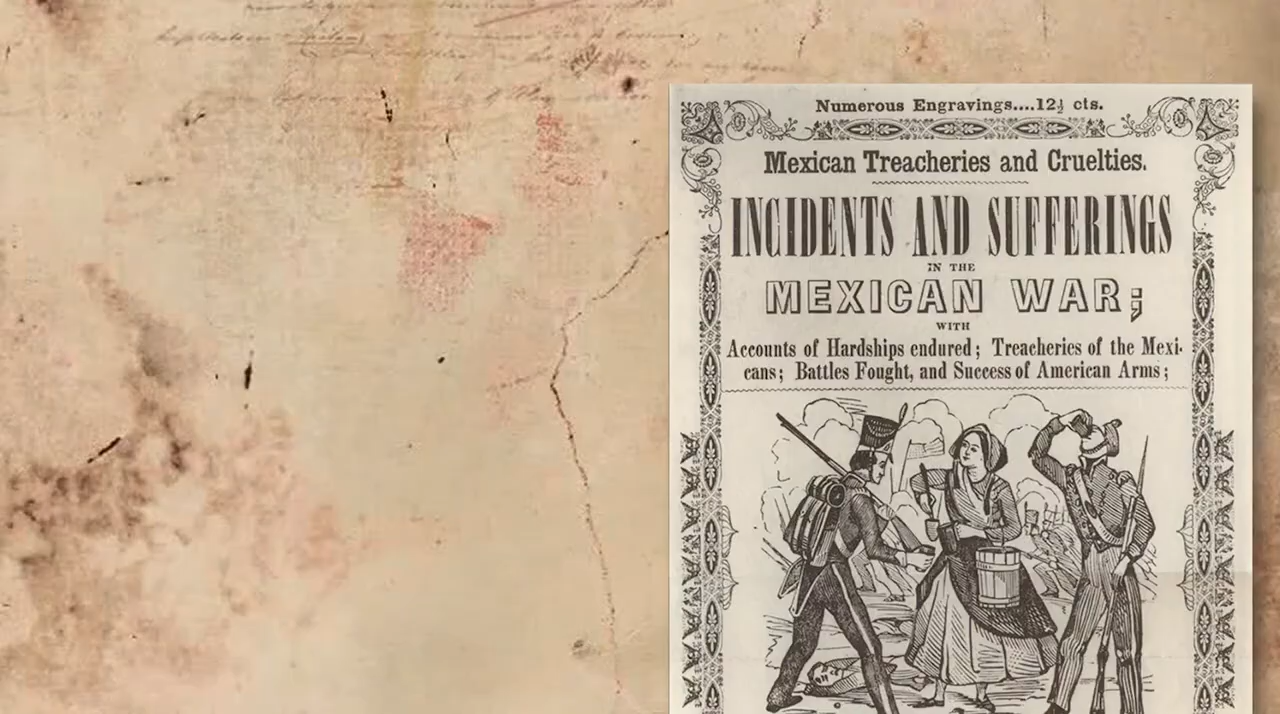 Numerous Engravings....12½ cts.
Mexican Treacheries and Cruelties.
INCIDENTS AND SUFFERINGS
IN THE
MEXICAN WAR;
WITH
Accounts of Hardships endured; Treacheries of the Mexi-
cans; Battles Fought, and Success of American Arms;